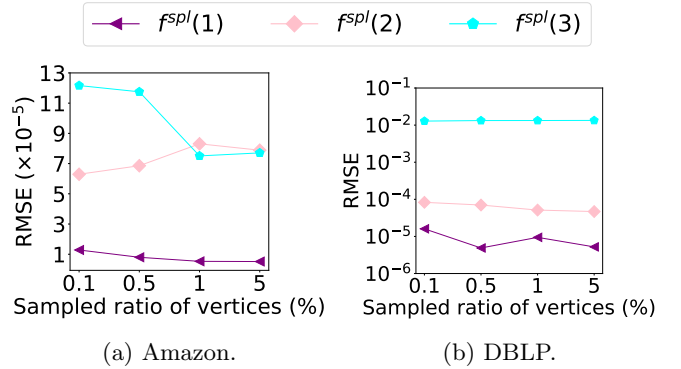 f^{spl}(1) f^{spl}(2) f^{spl}(3)
RMSE (×10^{-5})
13
11
9
7
5
3
1
0.1 0.5 1 5
Sampled ratio of vertices (%)
(a) Amazon.
RMSE
10^{-1}
10^{-2}
10^{-3}
10^{-4}
10^{-5}
10^{-6}
0.1 0.5 1 5
Sampled ratio of vertices (%)
(b) DBLP.